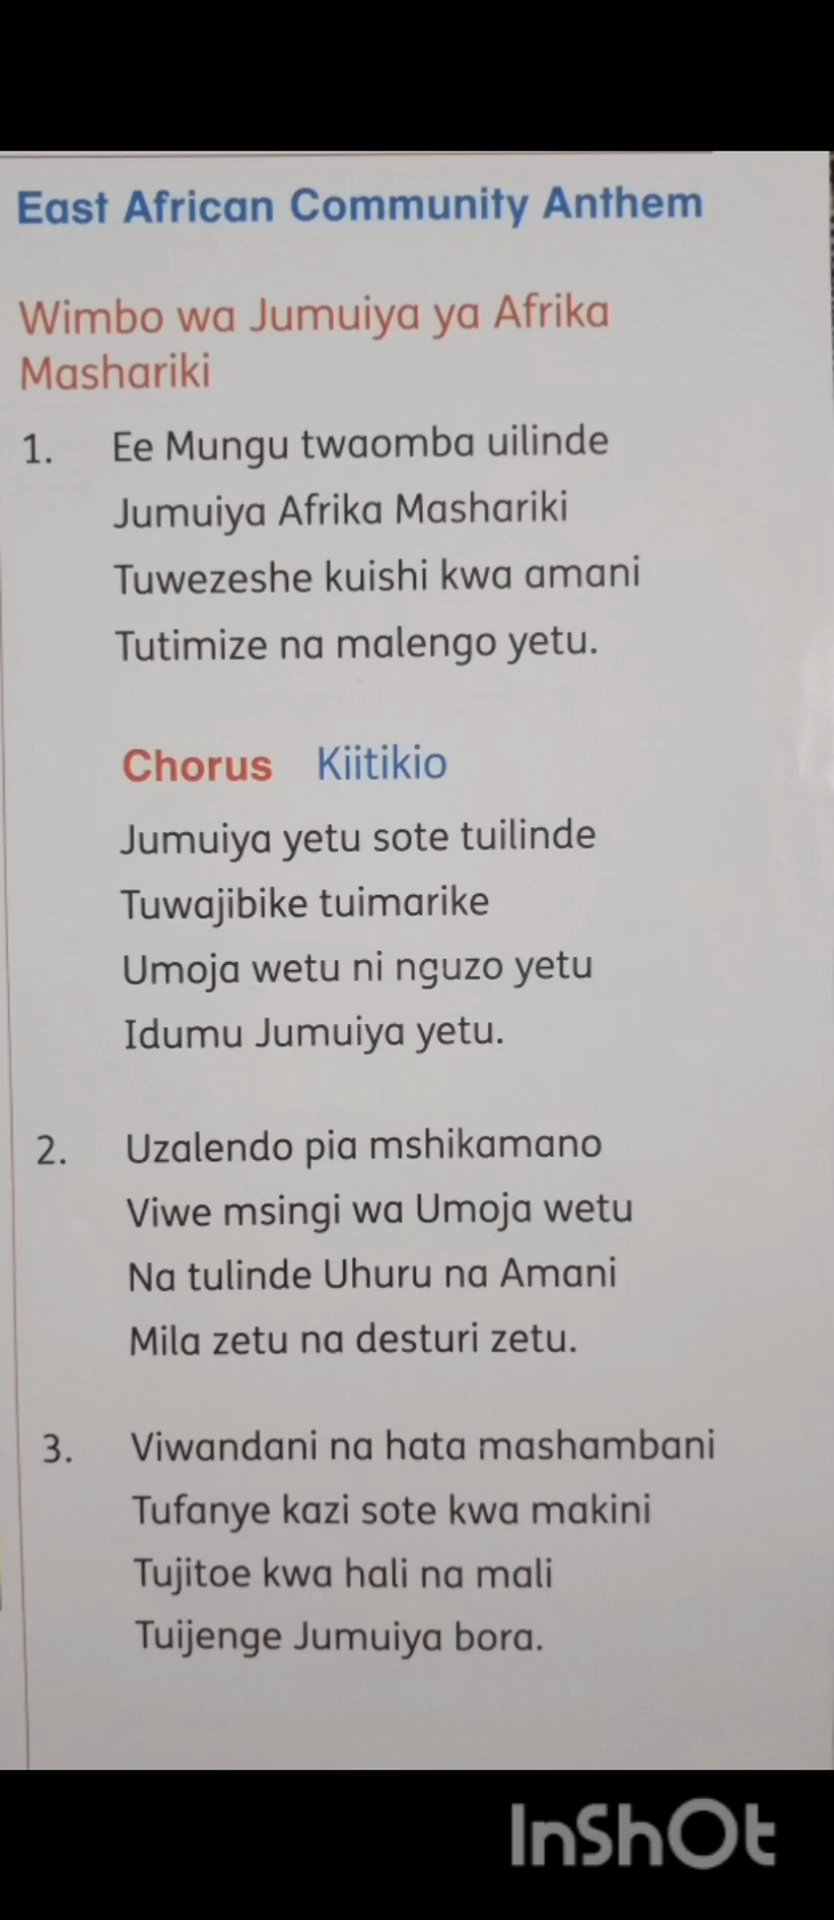 East African Community Anthem
Wimbo wa Jumuiya ya Afrika
Mashariki
1. Ee Mungu twaomba uilinde
Jumuiya Afrika Mashariki
Tuwezeshe kuishi kwa amani
Tutimize na malengo yetu.
Chorus Kiitikio
Jumuiya yetu sote tuilinde
Tuwajibike tuimarike
Umoja wetu ni nguzo yetu
Idumu Jumuiya yetu.
2. Uzalendo pia mshikamano
Viwe msingi wa Umoja wetu
Na tulinde Uhuru na Amani
Mila zetu na desturi zetu.
3. Viwandani na hata mashambani
Tufanye kazi sote kwa makini
Tujitoe kwa hali na mali
Tuijenge Jumuiya bora.
InShOt